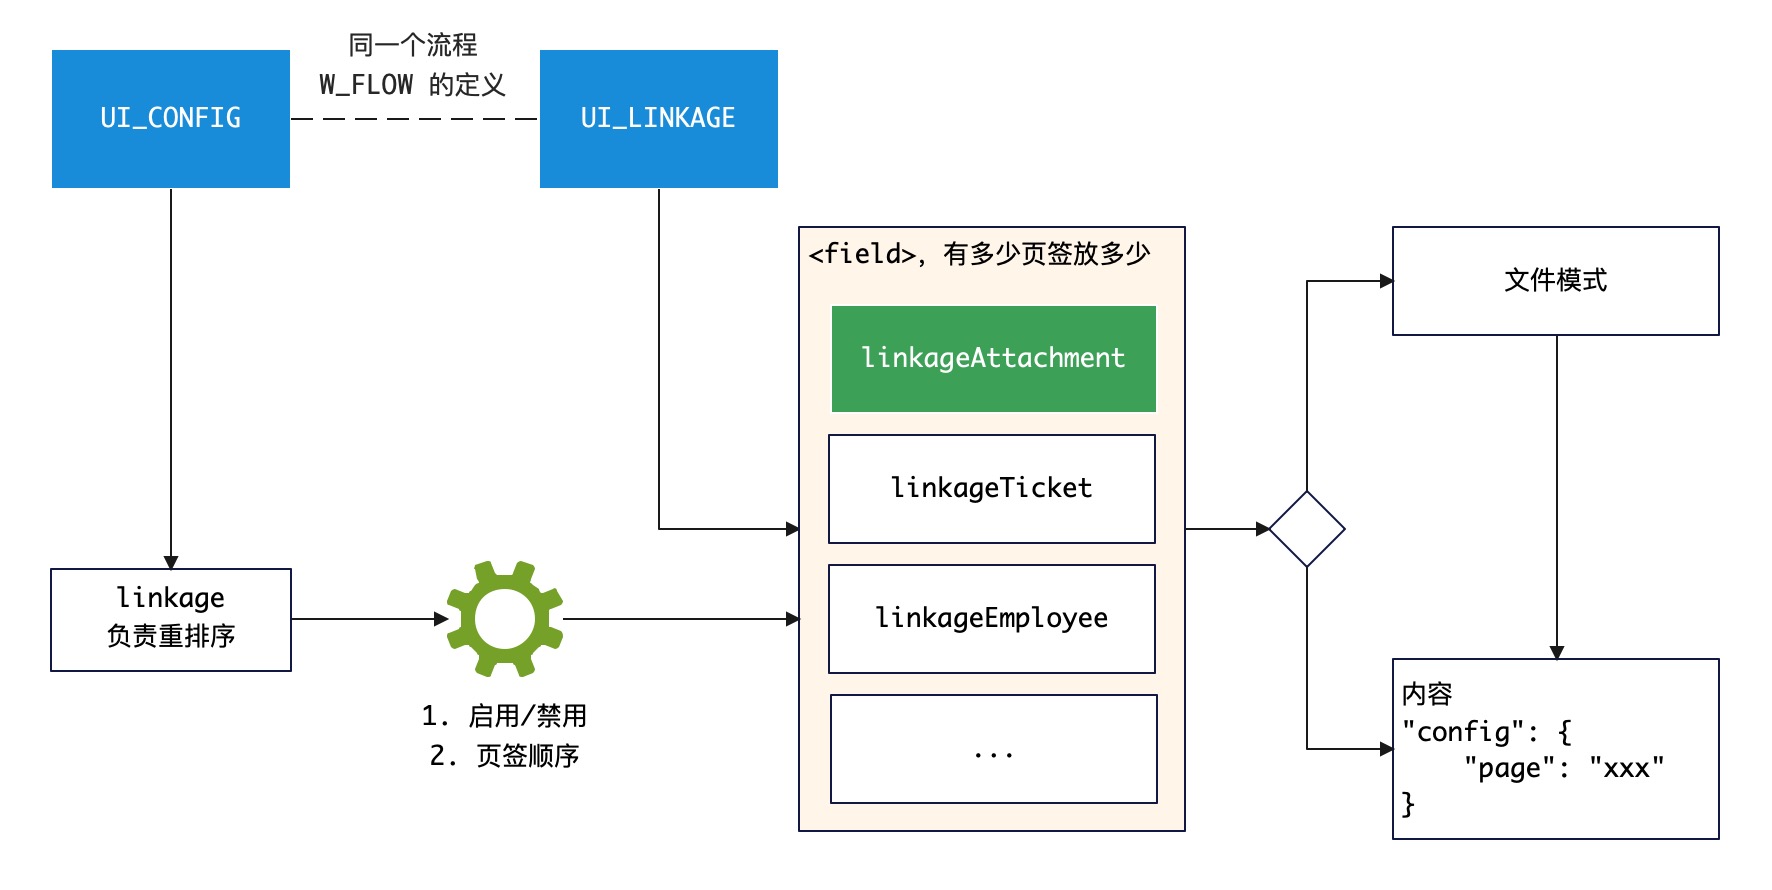 同一个流程
W_FLOW 的定义
UI_CONFIG
UI_LINKAGE
<field>，有多少页签放多少
linkageAttachment
linkageTicket
linkageEmployee
...
linkage
负责重排序
1. 启用/禁用
2. 页签顺序
文件模式
内容
"config": {
    "page": "xxx"
}